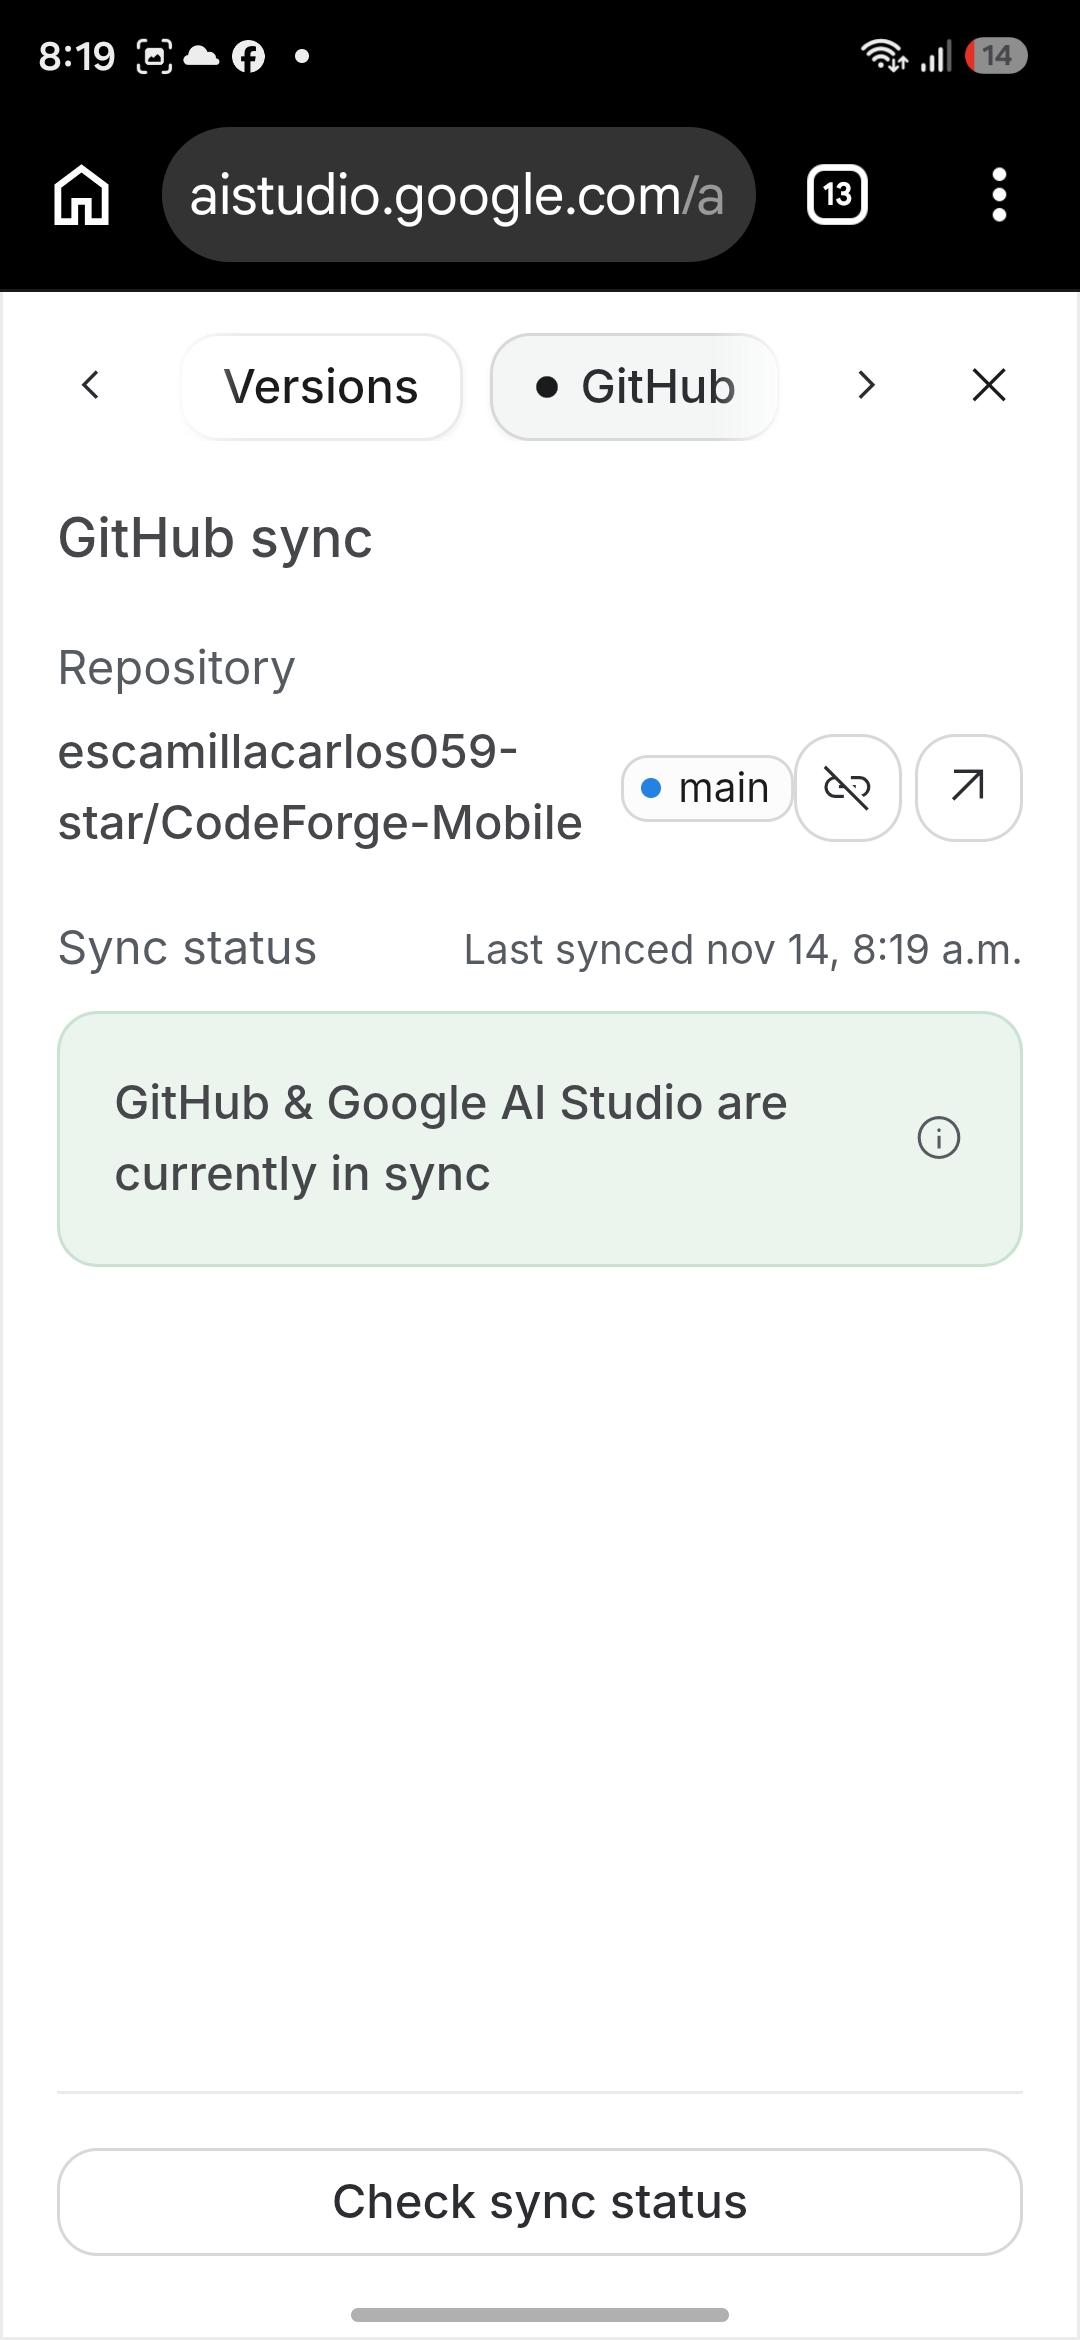 8:19
14
aistudio.google.com/a
13
Versions
GitHub
GitHub sync
Repository
escamillacarlos059-
star/CodeForge-Mobile
main
Sync status
Last synced nov 14, 8:19 a.m.
GitHub & Google AI Studio are
currently in sync
Check sync status